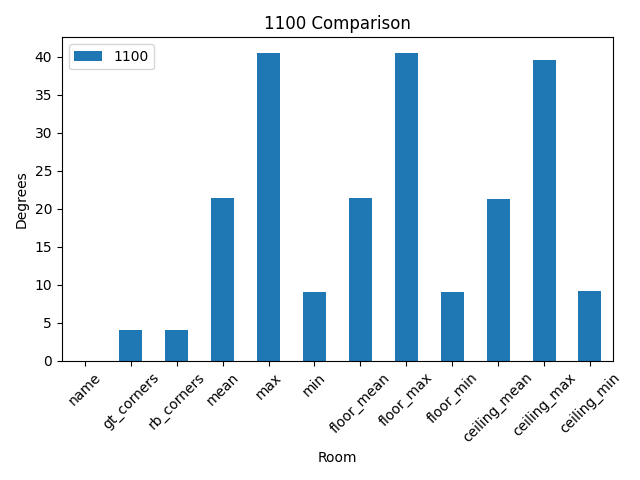 1100 Comparison
1100
Degrees
40
35
30
25
20
15
10
5
0
name
gt_corners
rb_corners
mean
max
min
floor_mean
floor_max
floor_min
ceiling_mean
ceiling_max
ceiling_min
Room